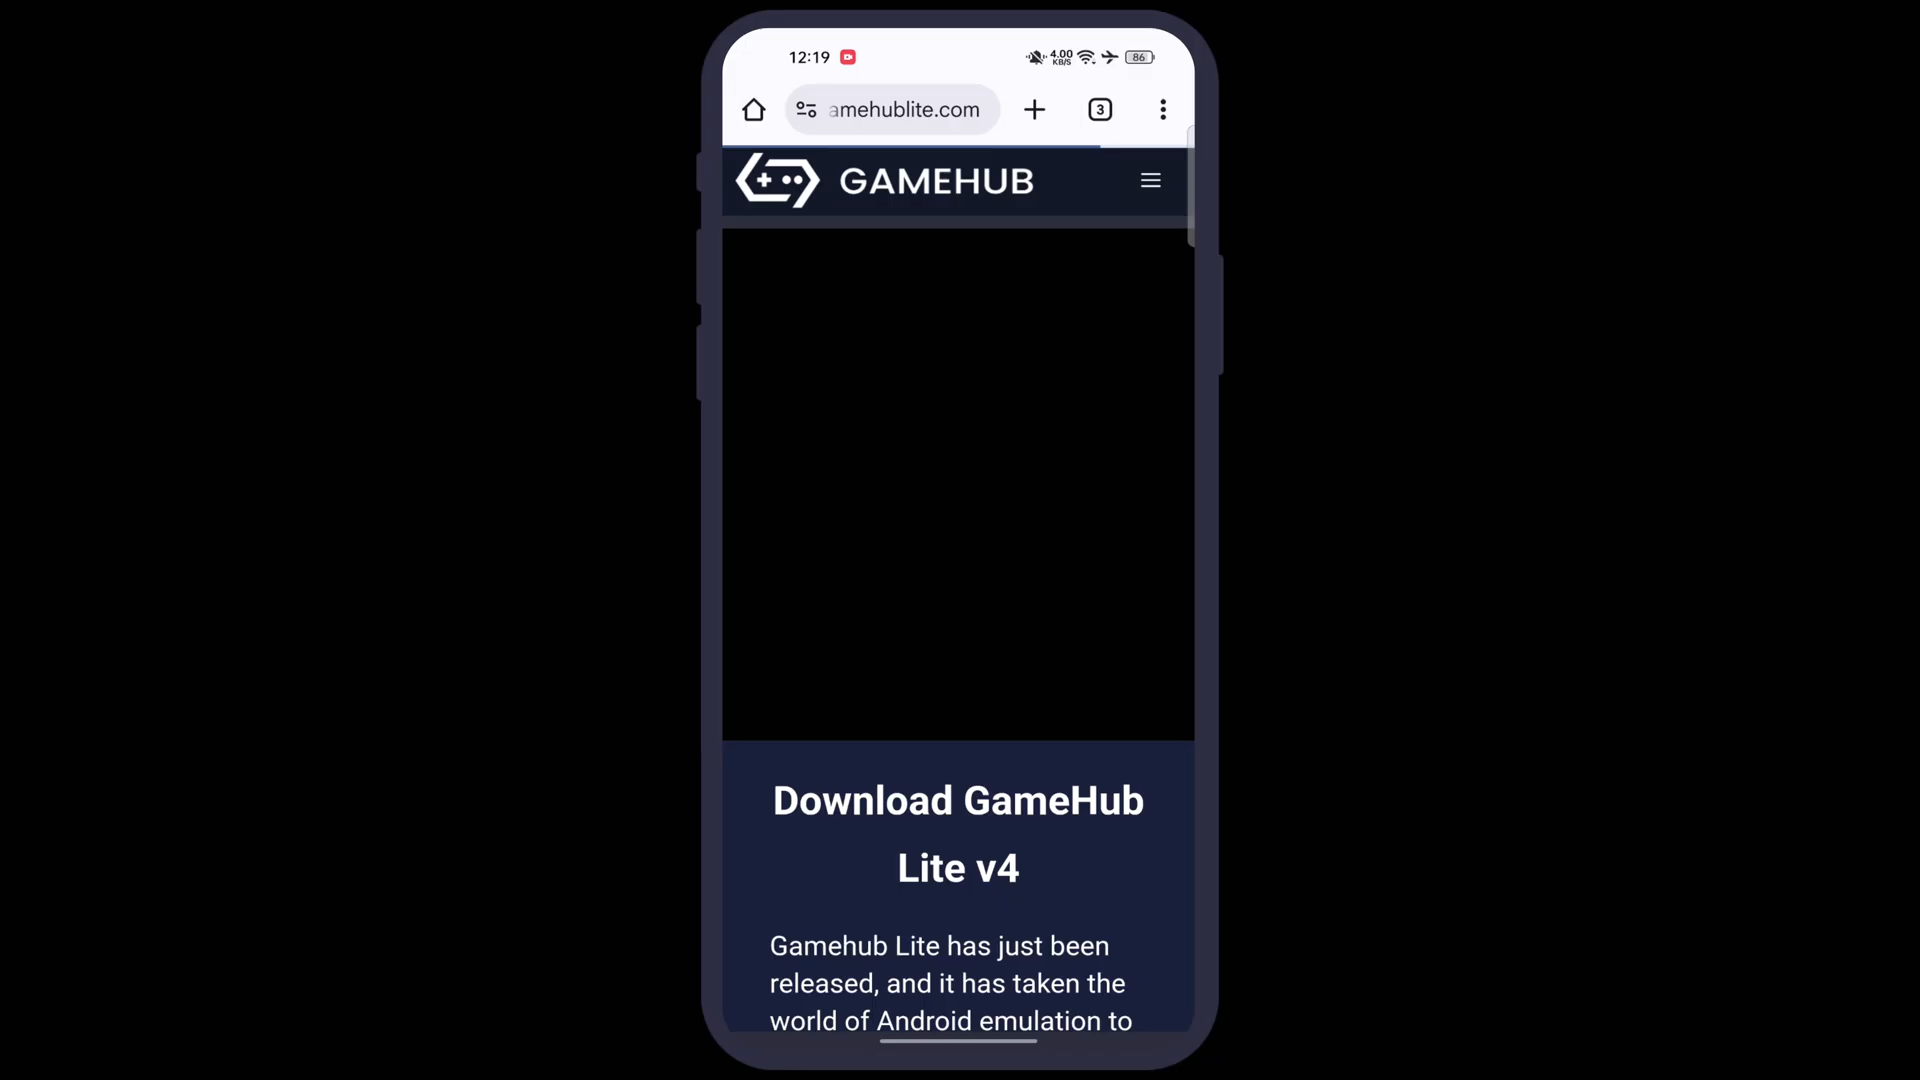 12:19
4.00
KB/S
86
amehublite.com
3
GAMEHUB
Download GameHub
Lite v4
Gamehub Lite has just been
released, and it has taken the
world of Android emulation to